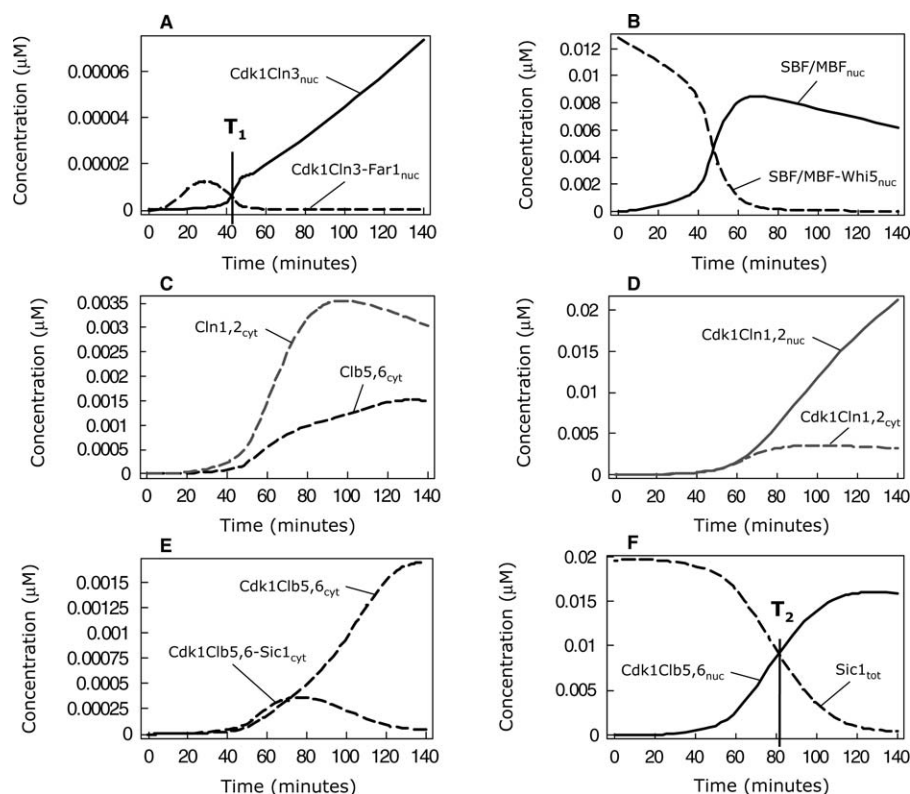 A
Concentration (µM)
0.00006
0.00004
0.00002
0
Cdk1Cln3nuc
T1
Cdk1Cln3-Far1nuc
0 20 40 60 80 100 120 140
Time (minutes)
B
Concentration (µM)
0.012
0.01
0.008
0.006
0.004
0.002
0
SBF/MBFnuc
SBF/MBF-Whi5nuc
0 20 40 60 80 100 120 140
Time (minutes)
C
Concentration (µM)
0.0035
0.003
0.0025
0.002
0.0015
0.001
0.0005
0
Cln1,2cyt
Clb5,6cyt
0 20 40 60 80 100 120 140
Time (minutes)
D
Concentration (µM)
0.02
0.015
0.01
0.005
0
Cdk1Cln1,2nuc
Cdk1Cln1,2cyt
0 20 40 60 80 100 120 140
Time (minutes)
E
Concentration (µM)
0.0015
0.00125
0.001
0.00075
0.0005
0.00025
0
Cdk1Clb5,6cyt
Cdk1Clb5,6-Sic1cyt
0 20 40 60 80 100 120 140
Time (minutes)
F
Concentration (µM)
0.02
0.015
0.01
0.005
0
T2
Cdk1Clb5,6nuc
Sic1tot
0 20 40 60 80 100 120 140
Time (minutes)